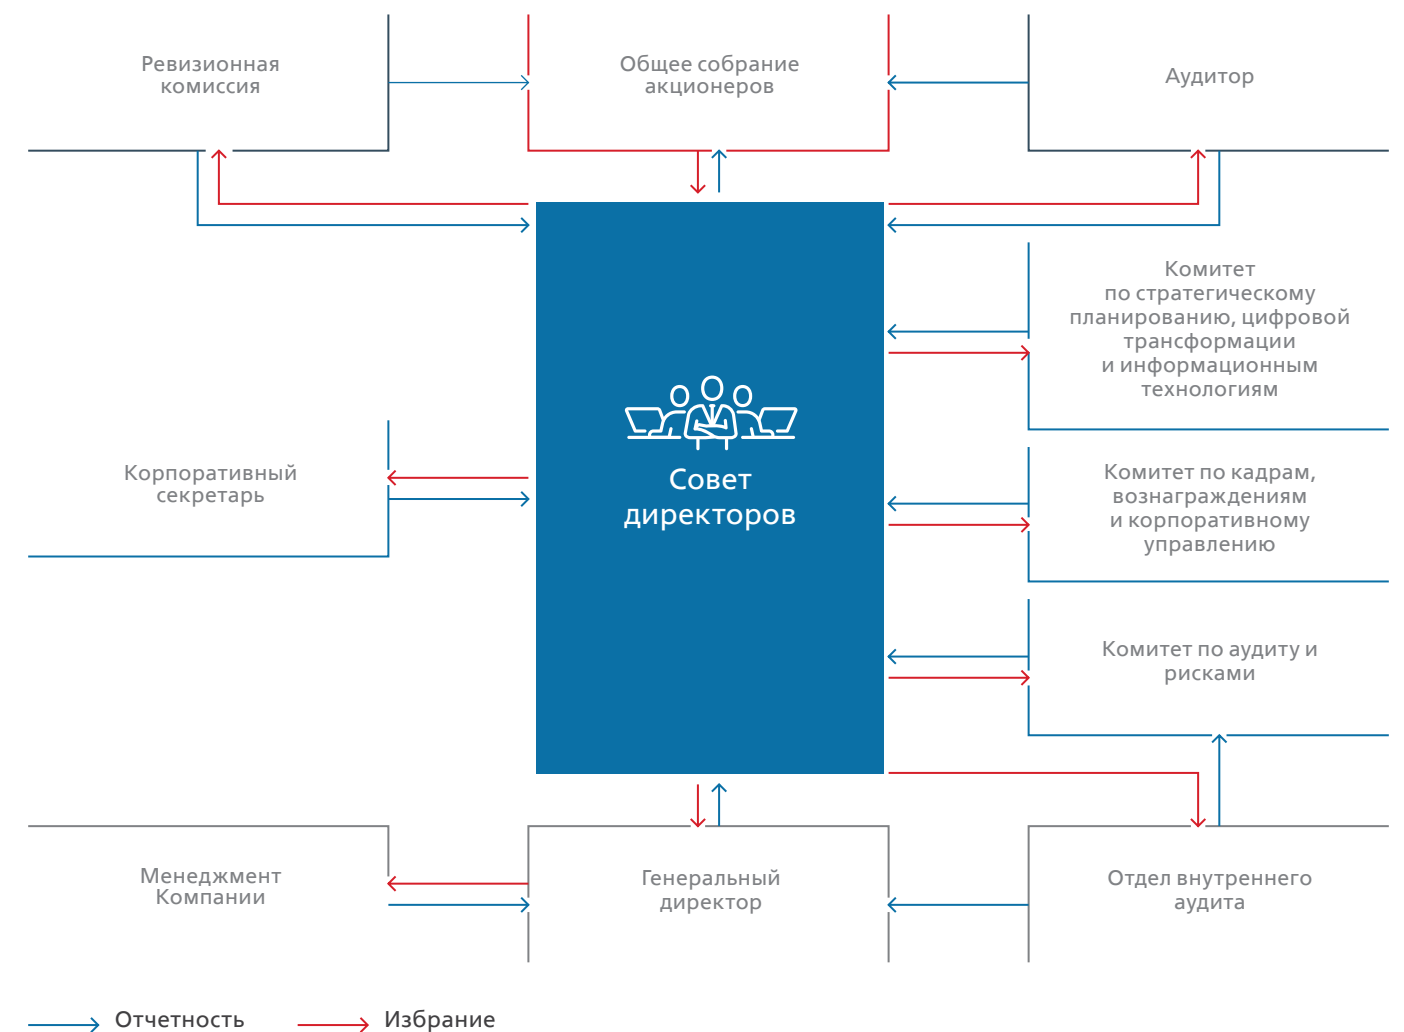 Ревизионная
комиссия
Общее собрание
акционеров
Аудитор
Комитет
по стратегическому
планированию, цифровой
трансформации
и информационным
технологиям
Корпоративный
секретарь
Совет
директоров
Комитет по кадрам,
вознаграждениям
и корпоративному
управлению
Комитет по аудиту и
рисками
Менеджмент
Компании
Генеральный
директор
Отдел внутреннего
аудита
Отчетность
Избрание